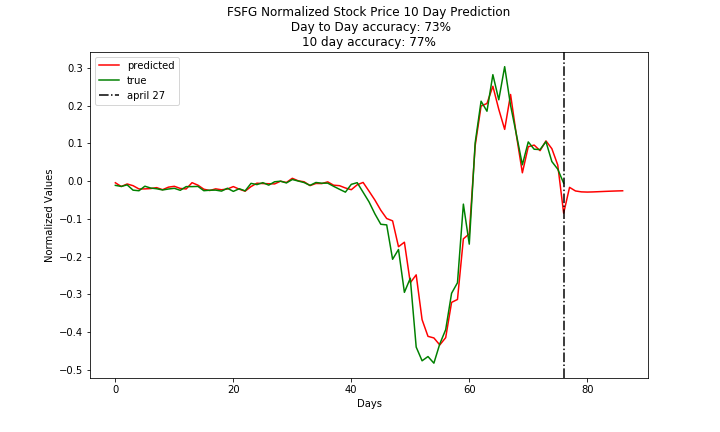 FSFG Normalized Stock Price 10 Day Prediction
Day to Day accuracy: 73%
10 day accuracy: 77%
predicted
true
april 27
0.3
0.2
0.1
0.0
−0.1
−0.2
−0.3
−0.4
−0.5
Normalized Values
0 20 40 60 80
Days